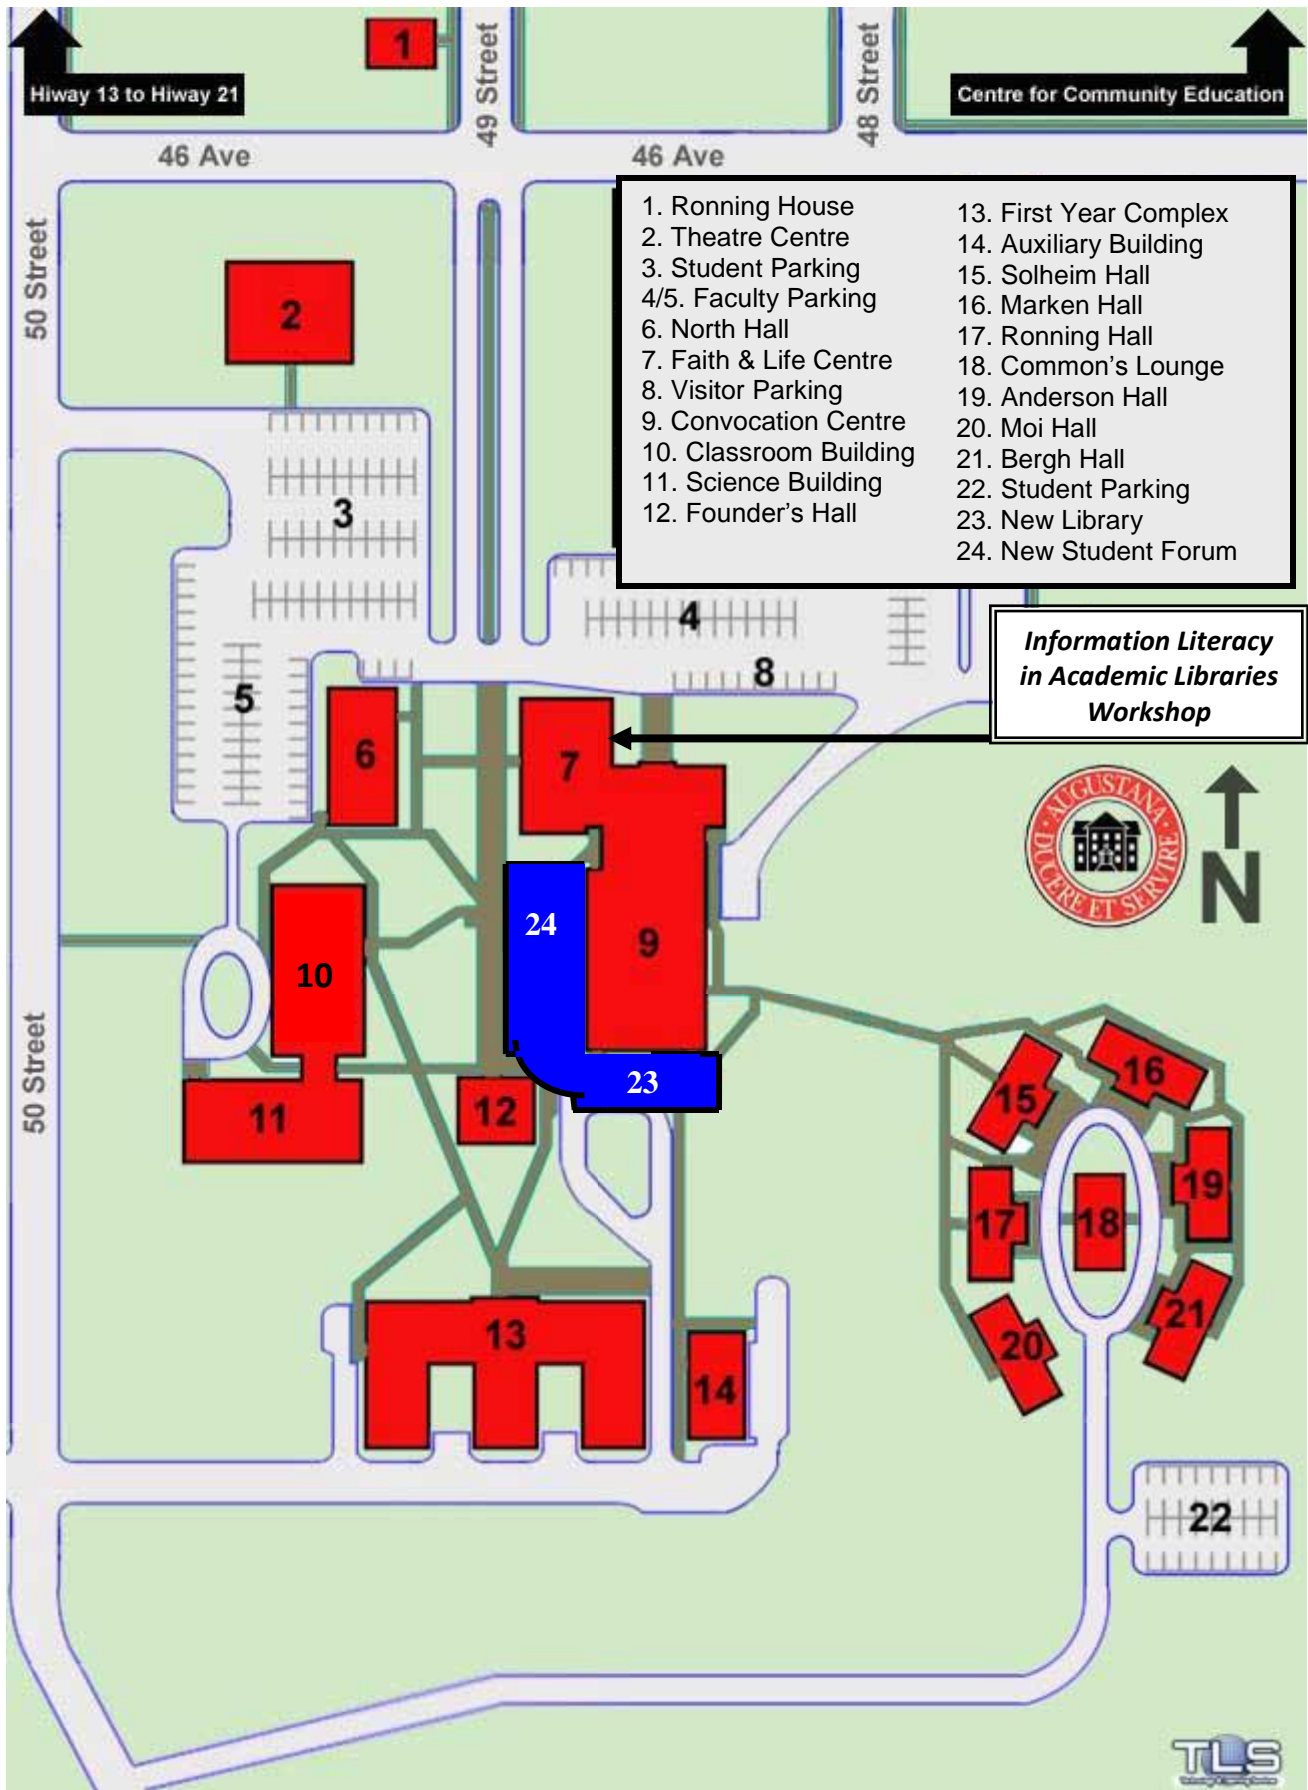 1
Hiway 13 to Hiway 21
49 Street
48 Street
Centre for Community Education
46 Ave
46 Ave
50 Street
1. Ronning House
2. Theatre Centre
3. Student Parking
4/5. Faculty Parking
6. North Hall
7. Faith & Life Centre
8. Visitor Parking
9. Convocation Centre
10. Classroom Building
11. Science Building
12. Founder's Hall
13. First Year Complex
14. Auxiliary Building
15. Solheim Hall
16. Marken Hall
17. Ronning Hall
18. Common's Lounge
19. Anderson Hall
20. Moi Hall
21. Bergh Hall
22. Student Parking
23. New Library
24. New Student Forum
2
3
4
Information Literacy
in Academic Libraries
Workshop
8
5
6
7
AUGUSTANA
DUCERE ET SERVIRE
N
24
9
10
50 Street
23
16
15
12
11
19
17
18
21
13
20
14
22
TLS